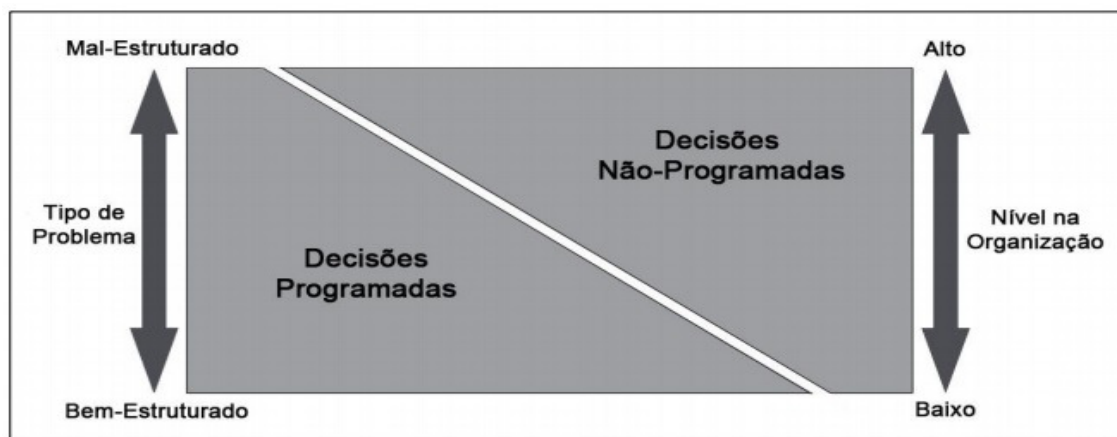 Mal-Estruturado
Alto
Decisões
Não-Programadas
Tipo de
Problema
Nível na
Organização
Decisões
Programadas
Bem-Estruturado
Baixo